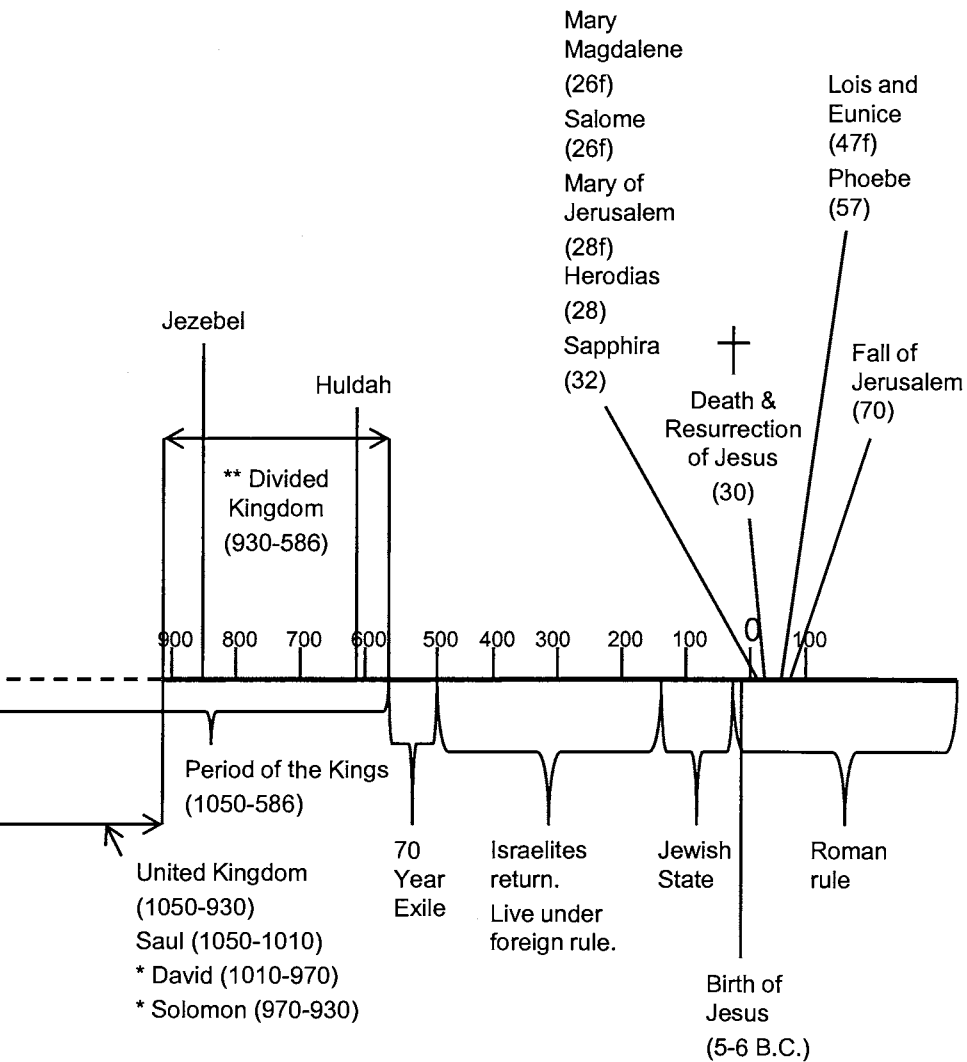 Mary
Magdalene
(26f)
Salome
(26f)
Mary of
Jerusalem
(28f)
Herodias
(28)
Sapphira
(32)
Lois and
Eunice
(47f)
Phoebe
(57)
Jezebel
Huldah
Death &
Resurrection
of Jesus
(30)
Fall of
Jerusalem
(70)
** Divided
Kingdom
(930-586)
900 800 700 600 500 400 300 200 100 0 100
Period of the Kings
(1050-586)
United Kingdom
(1050-930)
Saul (1050-1010)
* David (1010-970)
* Solomon (970-930)
70
Year
Exile
Israelites
return.
Live under
foreign rule.
Jewish
State
Roman
rule
Birth of
Jesus
(5-6 B.C.)